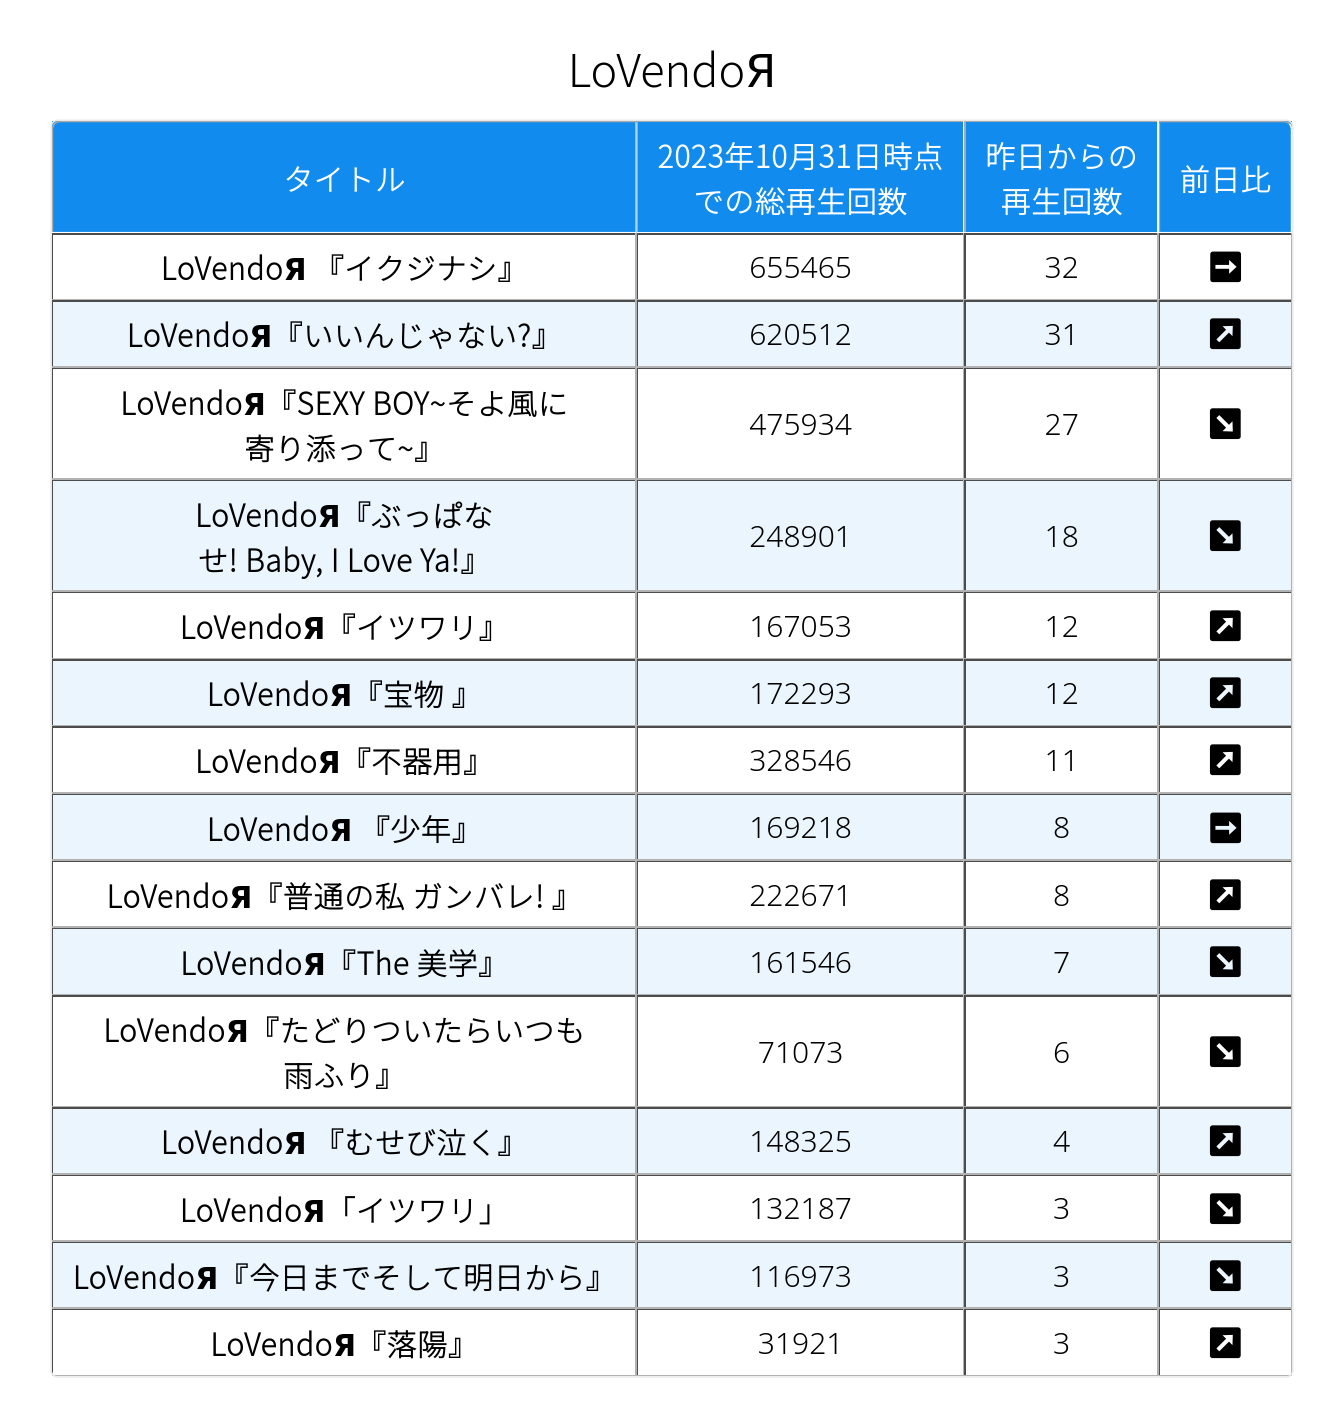 LoVendoЯ
タイトル
2023年10月31日時点
での総再生回数
昨日からの
再生回数
前日比
LoVendoЯ 『イクジナシ』 655465 32 ➡
LoVendoЯ『いいんじゃない?』 620512 31 ↗
LoVendoЯ『SEXY BOY~そよ風に
寄り添って~』 475934 27 ↘
LoVendoЯ『ぶっぱな
せ! Baby, I Love Ya!』 248901 18 ↘
LoVendoЯ『イツワリ』 167053 12 ↗
LoVendoЯ『宝物 』 172293 12 ↗
LoVendoЯ『不器用』 328546 11 ↗
LoVendoЯ 『少年』 169218 8 ➡
LoVendoЯ『普通の私 ガンバレ! 』 222671 8 ↗
LoVendoЯ『The 美学』 161546 7 ↘
LoVendoЯ『たどりついたらいつも
雨ふり』 71073 6 ↘
LoVendoЯ 『むせび泣く』 148325 4 ↗
LoVendoЯ「イツワリ」 132187 3 ↘
LoVendoЯ『今日までそして明日から』 116973 3 ↘
LoVendoЯ『落陽』 31921 3 ↗